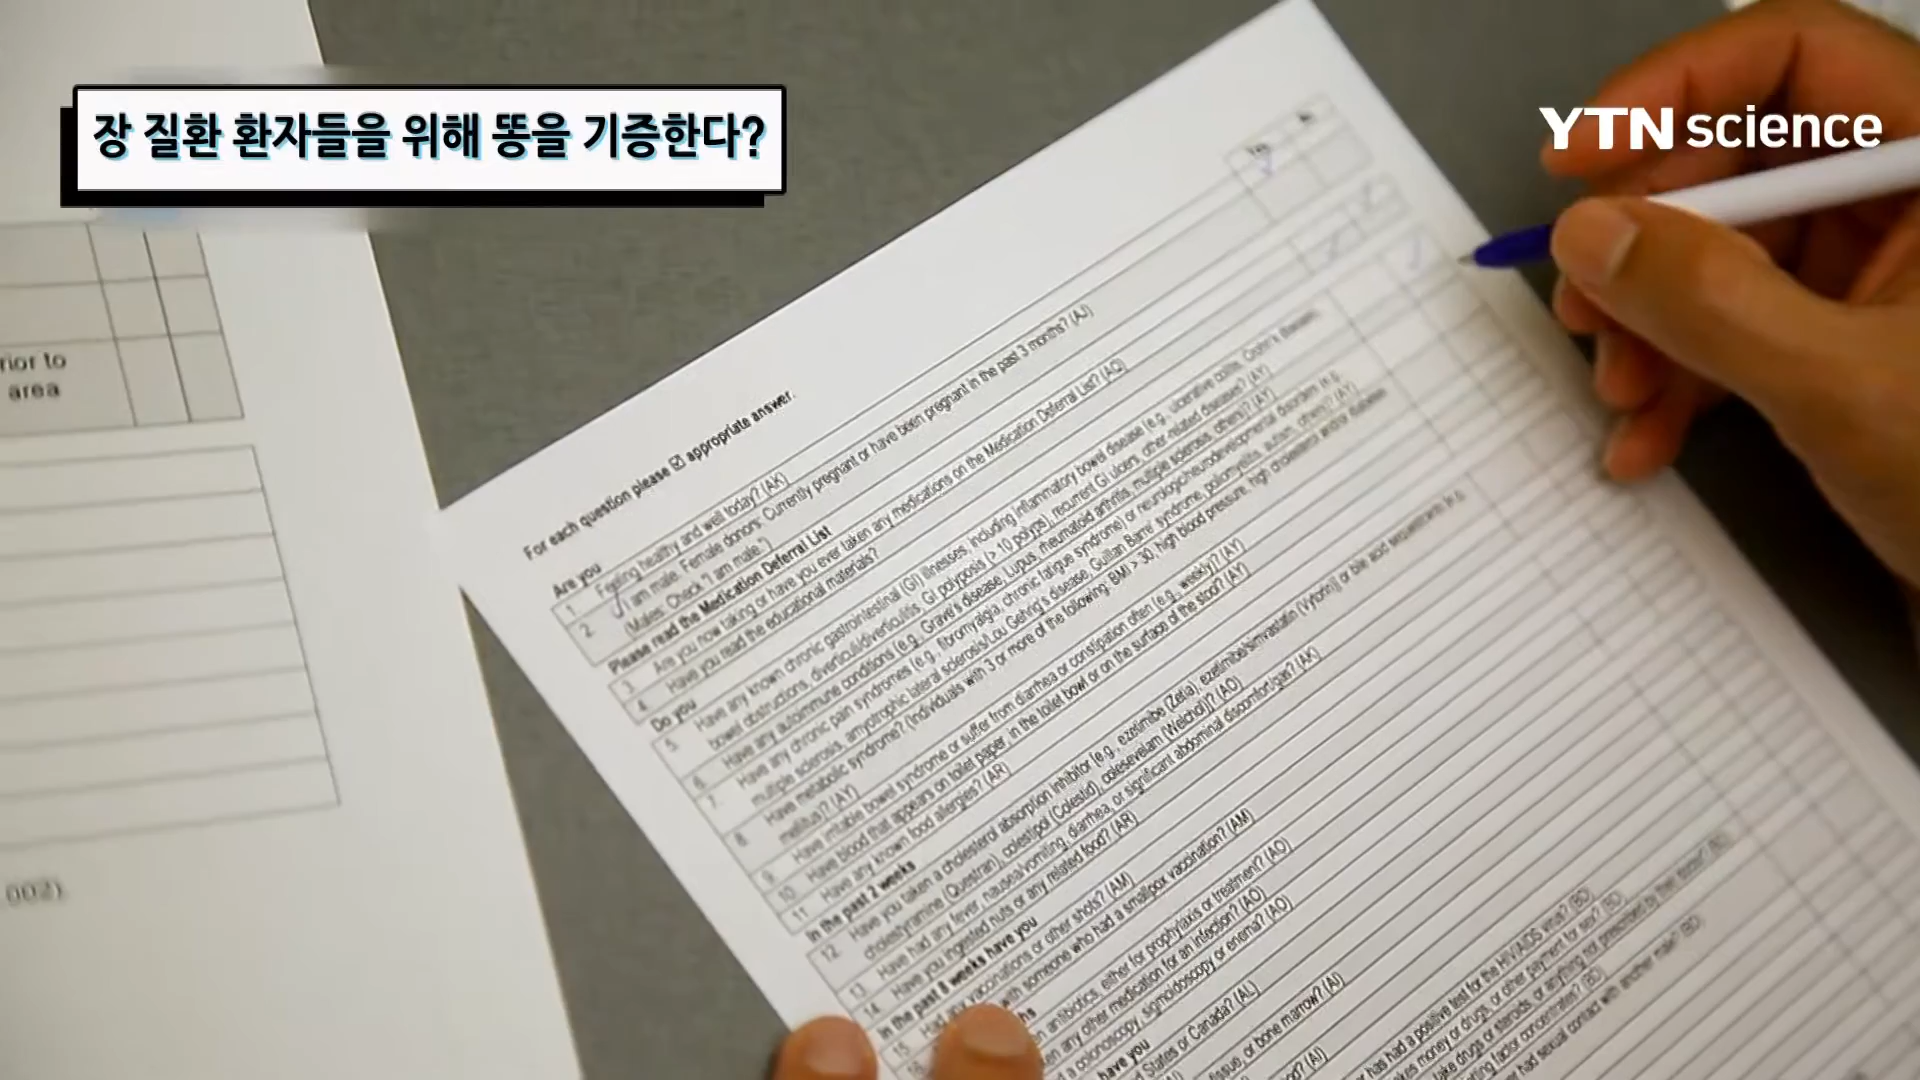 장 질환 환자들을 위해 똥을 기증한다?
YTN science
rior to
area
002)
For each question please ☑ appropriate answer.
Yes
Are you
1. Feeling healthy and well today? (AK)
2. "I am male. Female donors: Currently pregnant or have been pregnant in the past 3 months? (AJ)
(Males: Check "I am male.")
Please read the Medication Deferral List
3. Are you now taking or have you ever taken any medications on the Medication Deferral List? (AQ)
4. Have you read the educational materials?
Do you
5. Have any known chronic gastrointestinal (GI) illnesses, including inflammatory bowel disease (e.g., ulcerative colitis, Crohn's disease),
bowel obstructions, diverticuli/diverticulitis, GI polyposis (> 10 polyps), recurrent GI ulcers, other related diseases? (AY)
6. Have any autoimmune conditions (e.g., Grave's disease, Lupus, rheumatoid arthritis, multiple sclerosis, others)? (AY)
7. Have any chronic pain syndromes (e.g., fibromyalgia, chronic fatigue syndrome) or neurologic/neurodevelopmental disorders (e.g.
multiple sclerosis, amyotrophic lateral sclerosis/Lou Gehrig's disease, Guillan Barre' syndrome, poliomyelitis, autism, others)? (AY)
8. Have metabolic syndrome? (Individuals with 3 or more of the following: BMI > 30, high blood pressure, high cholesterol and/or diabetes
mellitus? (AY)
9. Have irritable bowel syndrome or suffer from diarrhea or constipation often (e.g., weekly)? (AY)
10. Have blood that appears on toilet paper, in the toilet bowl or on the surface of the stool? (AY)
11. Have any known food allergies? (AR)
In the past 2 weeks
12. Have you taken a cholesterol absorption inhibitor [e.g., ezetimibe (Zetia), ezetimibe/simvastatin (Vytorin)] or bile acid sequestrants [e.g.
cholestyramine (Questran), colestipol (Colestid), colesevelam (Welchol)]? (AO)
13. Have had any fever, nausea/vomiting, diarrhea, or significant abdominal discomfort/gas? (AK)
14. Have you ingested nuts or any related food? (AR)
In the past 8 weeks have you
15. Had any vaccinations or other shots? (AM)
16. with someone who had a smallpox vaccination? (AM)
antibiotics, either for prophylaxis or treatment? (AO)
any other medication for an infection? (AO)
a colonoscopy, sigmoidoscopy or enema? (AO)
have you
States or Canada? (AL)
tissue, or bone marrow? (AI)
has had a positive test for the HIV/AIDS virus? (BD)
money or drugs or other payment for sex? (BD)
drugs or steroids, or anything not prescribed by their doctor? (BD)
factor concentrates? (BD)
had sexual contact with another male? (BD)